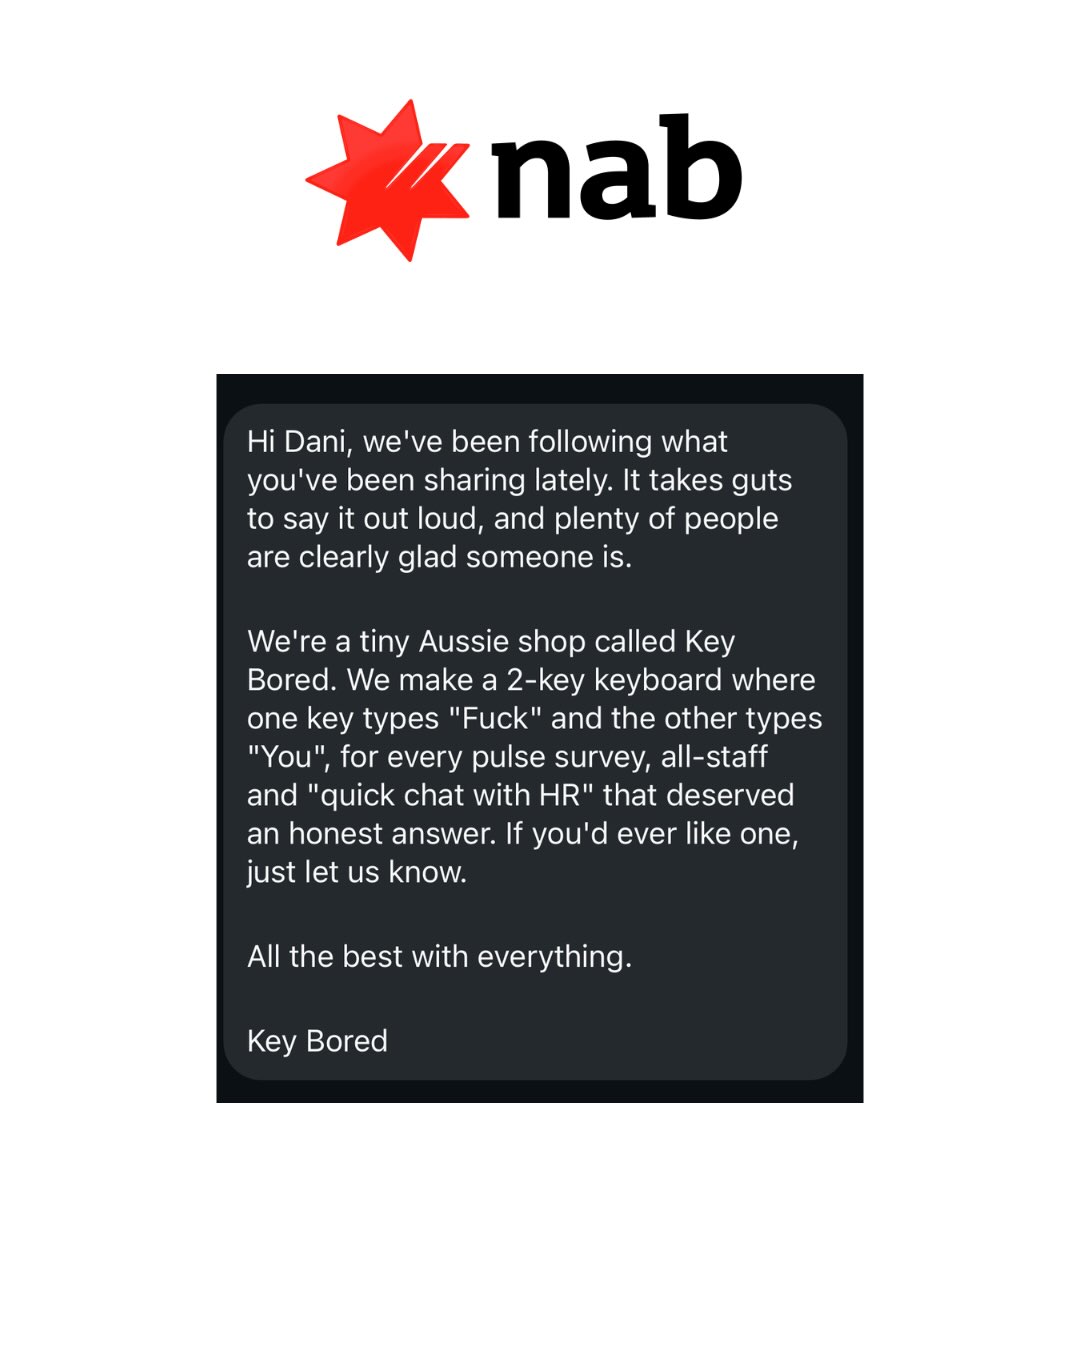 nab
Hi Dani, we've been following what
you've been sharing lately. It takes guts
to say it out loud, and plenty of people
are clearly glad someone is.
We're a tiny Aussie shop called Key
Bored. We make a 2-key keyboard where
one key types "Fuck" and the other types
"You", for every pulse survey, all-staff
and "quick chat with HR" that deserved
an honest answer. If you'd ever like one,
just let us know.
All the best with everything.
Key Bored